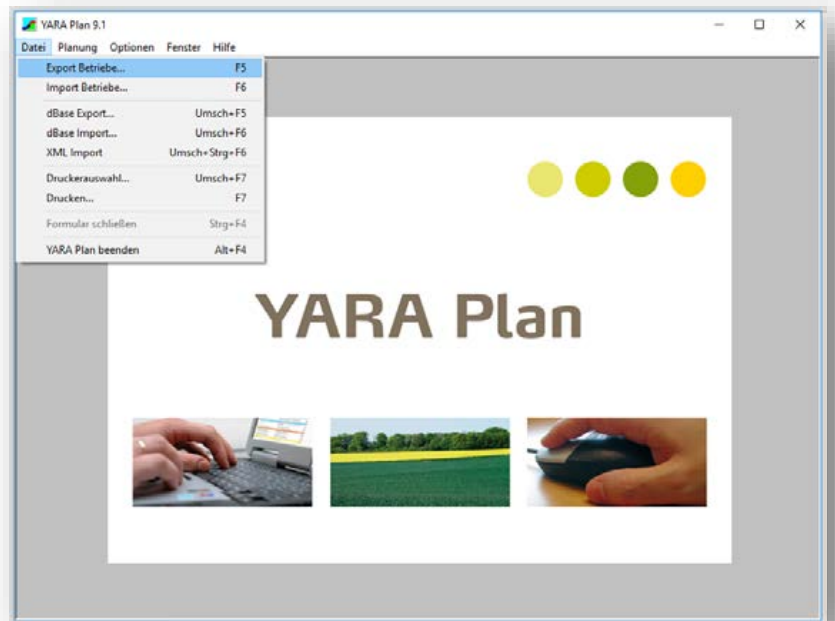 YARA Plan 9.1
Datei Planung Optionen Fenster Hilfe
Export Betriebe... F5
Import Betriebe... F6
dBase Export... Umsch+F5
dBase Import... Umsch+F6
XML Import Umsch+Strg+F6
Druckerauswahl... Umsch+F7
Drucken... F7
Formular schließen Strg+F4
YARA Plan beenden Alt+F4
YARA Plan